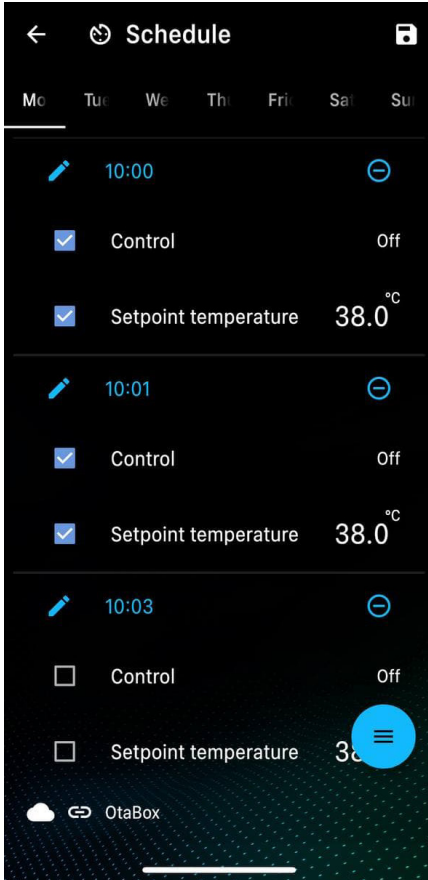 Schedule
Mo Tue We Thu Fri Sat Sun
10:00
Control Off
Setpoint temperature 38.0 °C
10:01
Control Off
Setpoint temperature 38.0 °C
10:03
Control Off
Setpoint temperature
OtaBox